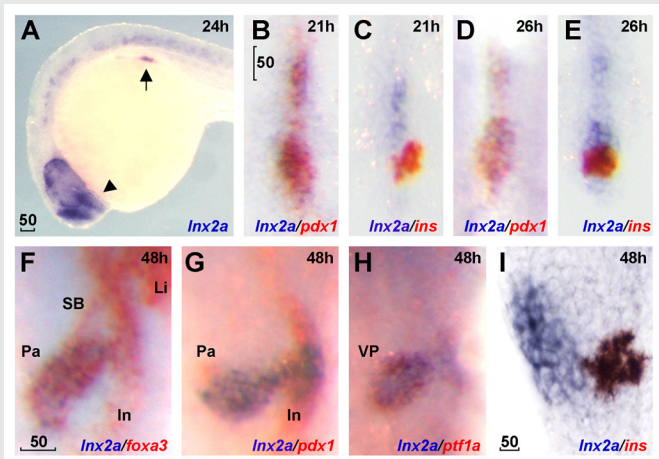 A 24h
50
lnx2a
B 21h
50
lnx2a/pdx1
C 21h
lnx2a/ins
D 26h
lnx2a/pdx1
E 26h
lnx2a/ins
F 48h
SB
Li
Pa
In
50
lnx2a/foxa3
G 48h
Pa
In
lnx2a/pdx1
H 48h
VP
lnx2a/ptf1a
I 48h
50
lnx2a/ins